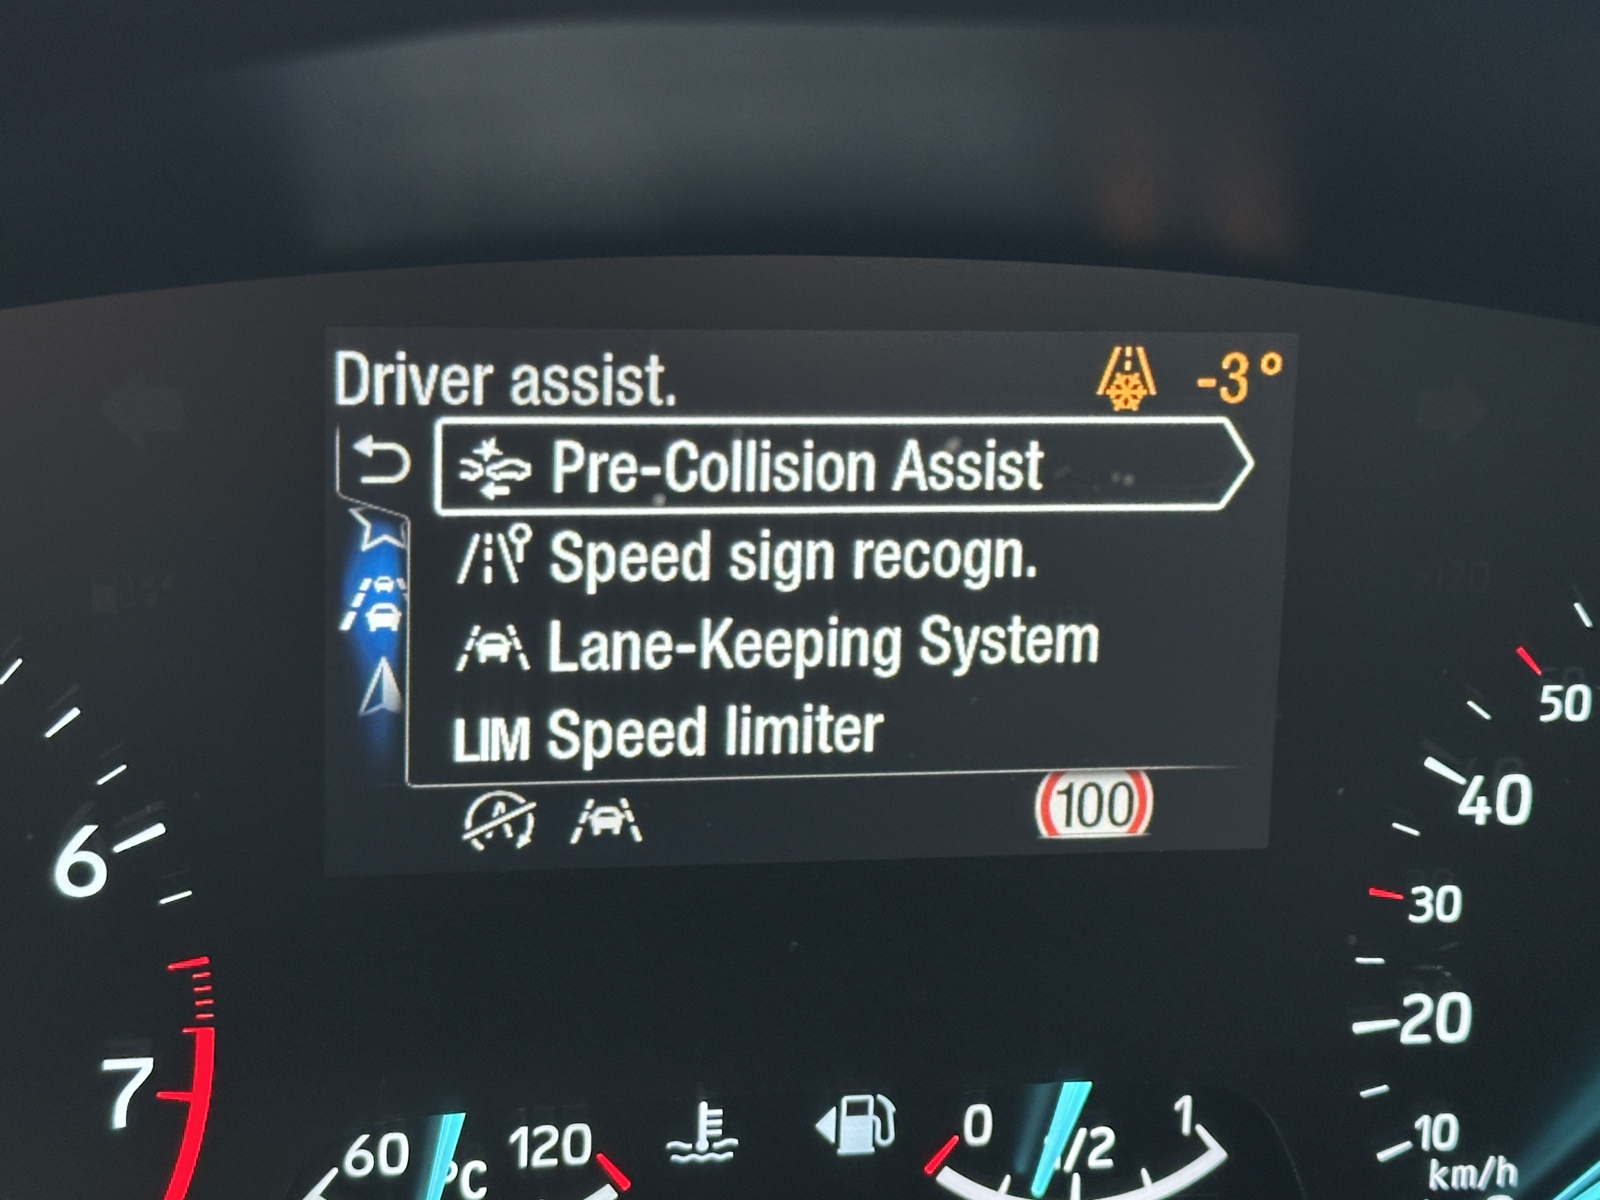 Driver assist.
-3°
Pre-Collision Assist
Speed sign recogn.
Lane-Keeping System
LIM Speed limiter
100
6
7
50
40
30
20
10
km/h
60
°C
120
0
1/2
1